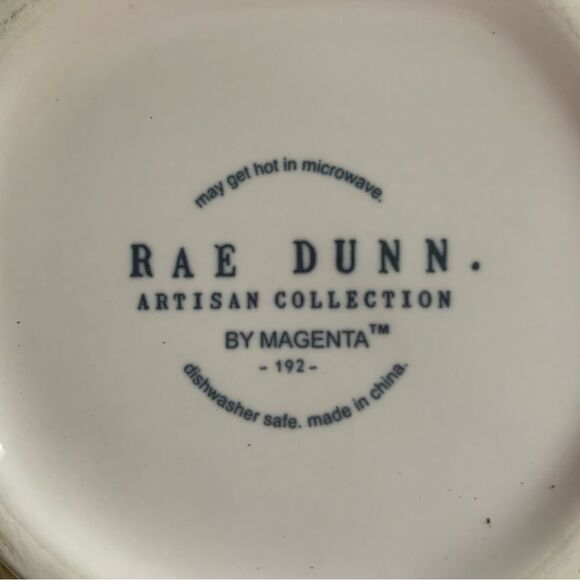 may get hot in microwave.
RAE DUNN.
ARTISAN COLLECTION
BY MAGENTA™
- 192 -
dishwasher safe. made in china.